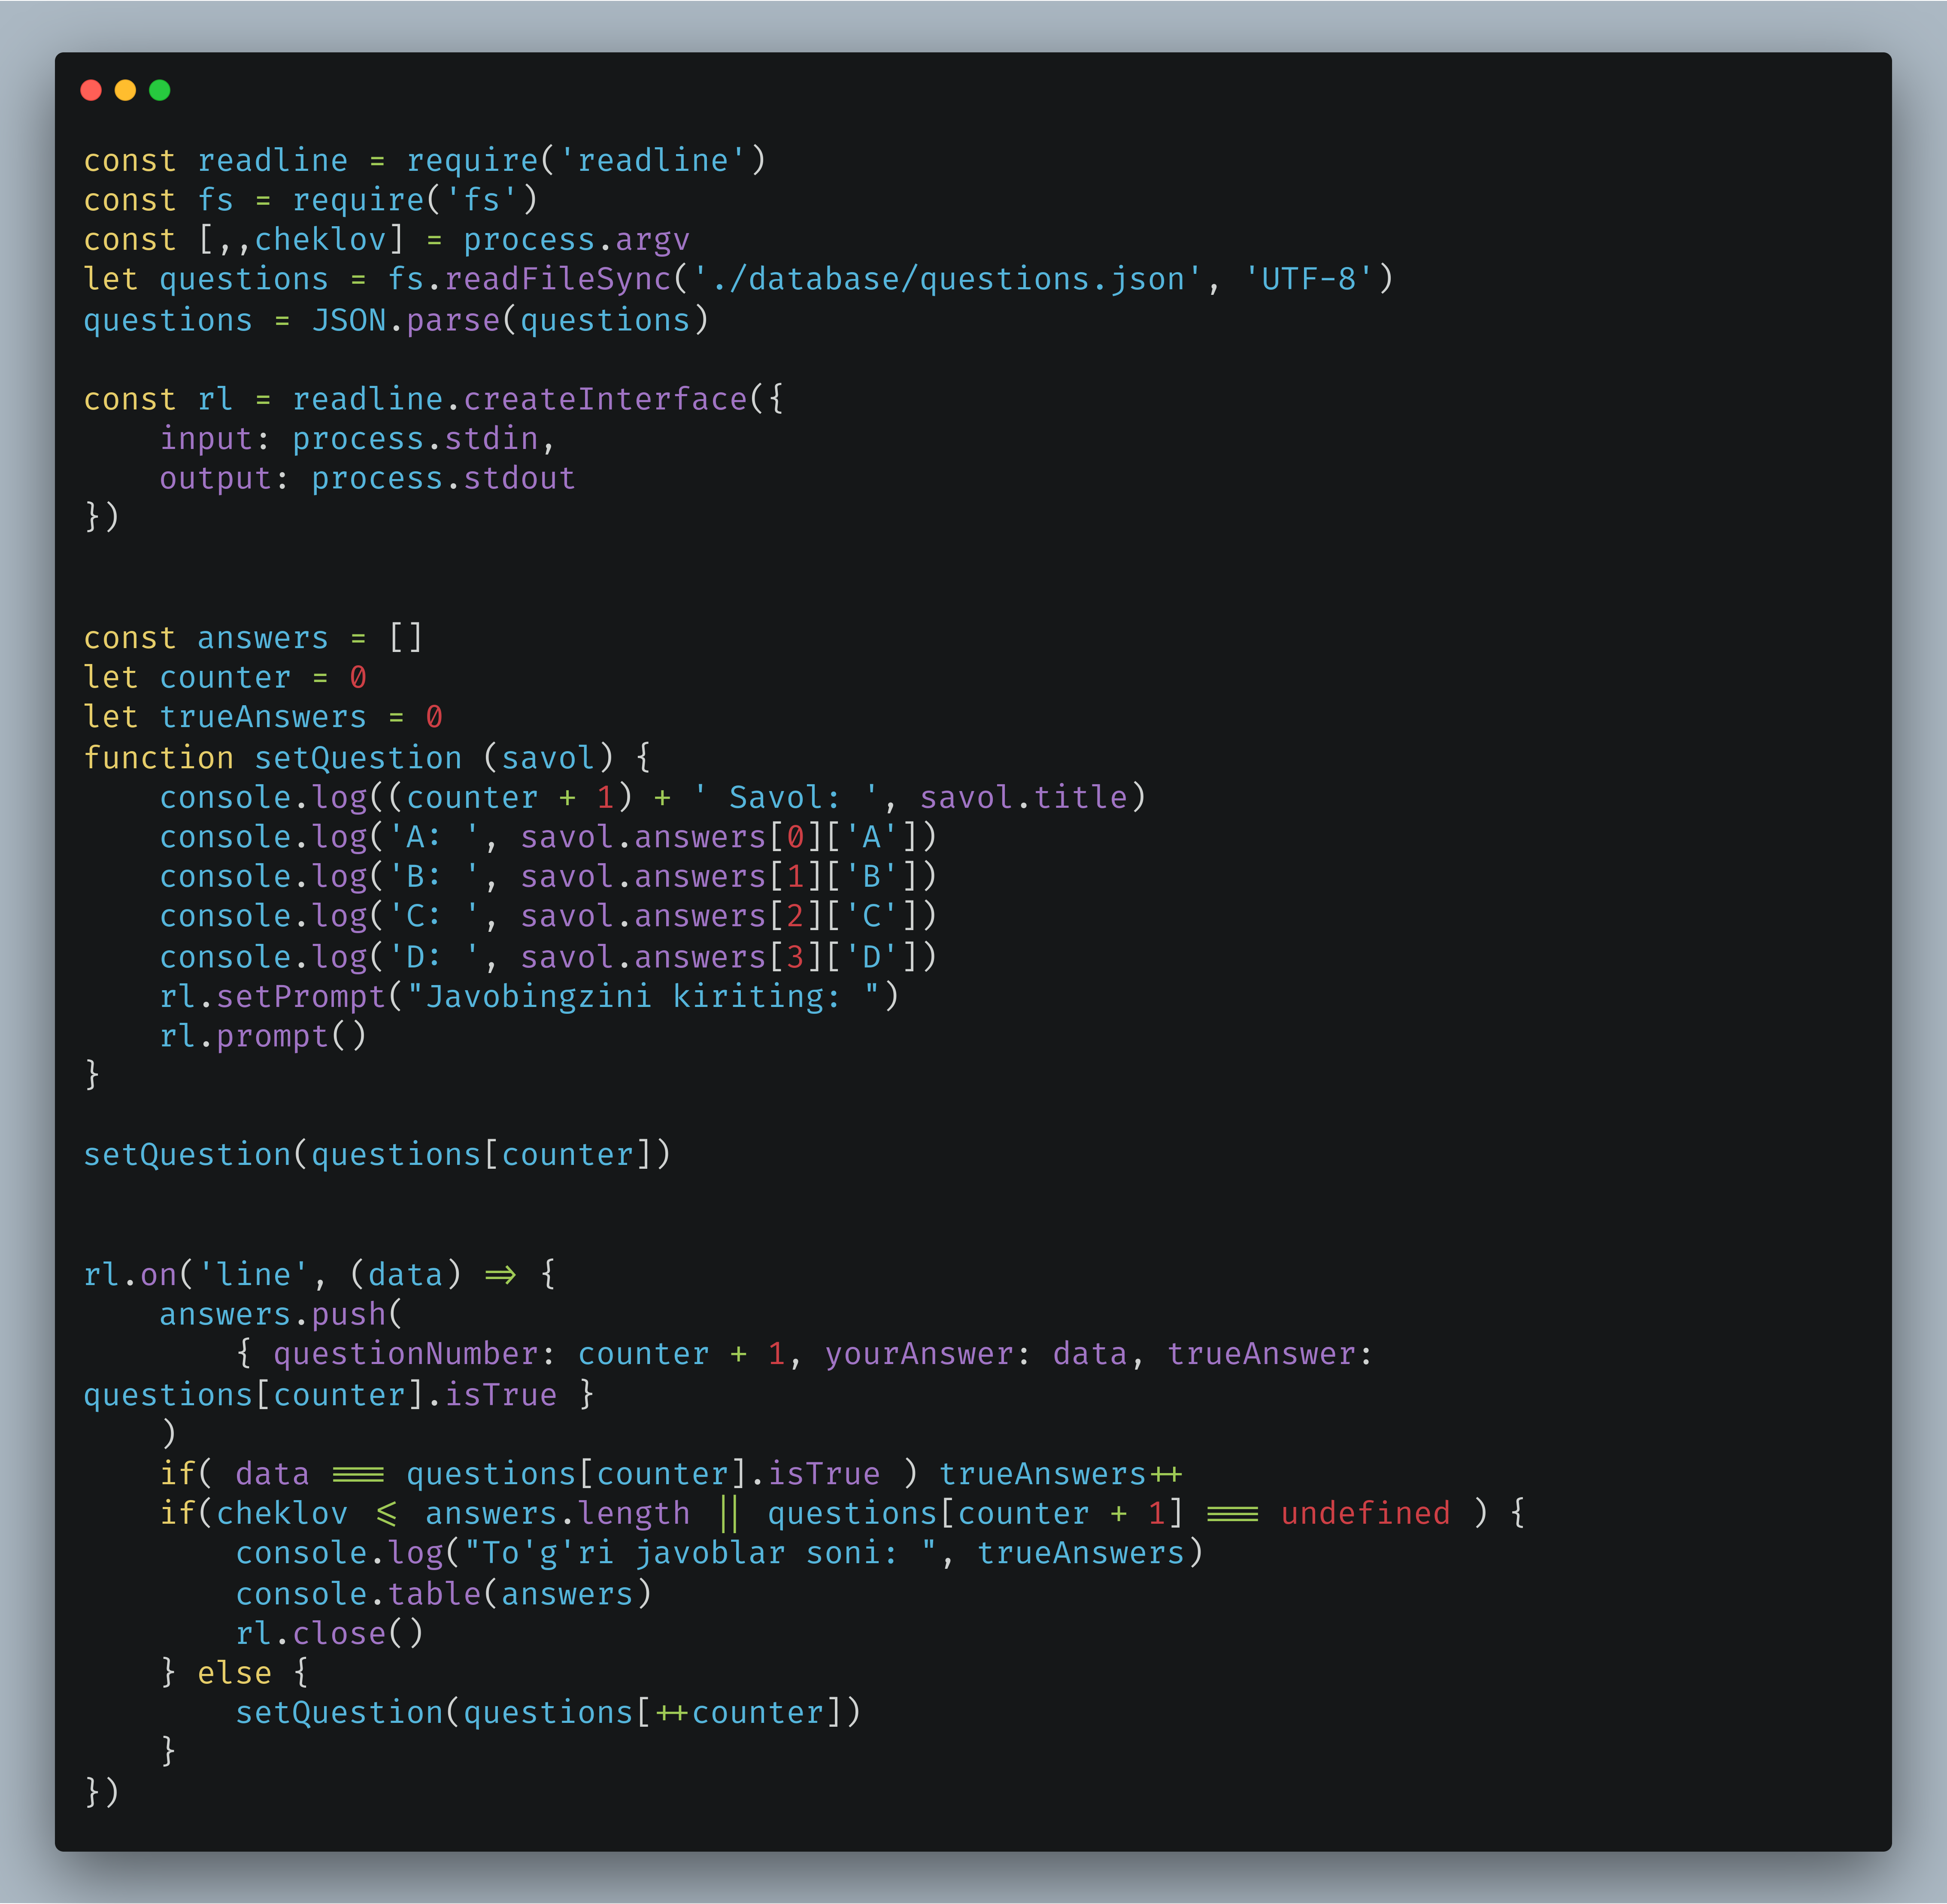 const readline = require('readline')
const fs = require('fs')
const [,,cheklov] = process.argv
let questions = fs.readFileSync('./database/questions.json', 'UTF-8')
questions = JSON.parse(questions)
const rl = readline.createInterface({
    input: process.stdin,
    output: process.stdout
})
const answers = []
let counter = 0
let trueAnswers = 0
function setQuestion (savol) {
    console.log((counter + 1) + ' Savol: ', savol.title)
    console.log('A: ', savol.answers[0]['A'])
    console.log('B: ', savol.answers[1]['B'])
    console.log('C: ', savol.answers[2]['C'])
    console.log('D: ', savol.answers[3]['D'])
    rl.setPrompt("Javobingzini kiriting: ")
    rl.prompt()
}
setQuestion(questions[counter])
rl.on('line', (data) => {
    answers.push(
        { questionNumber: counter + 1, yourAnswer: data, trueAnswer:
questions[counter].isTrue }
    )
    if( data === questions[counter].isTrue ) trueAnswers++
    if(cheklov <= answers.length || questions[counter + 1] === undefined ) {
        console.log("To'g'ri javoblar soni: ", trueAnswers)
        console.table(answers)
        rl.close()
    } else {
        setQuestion(questions[++counter])
    }
})